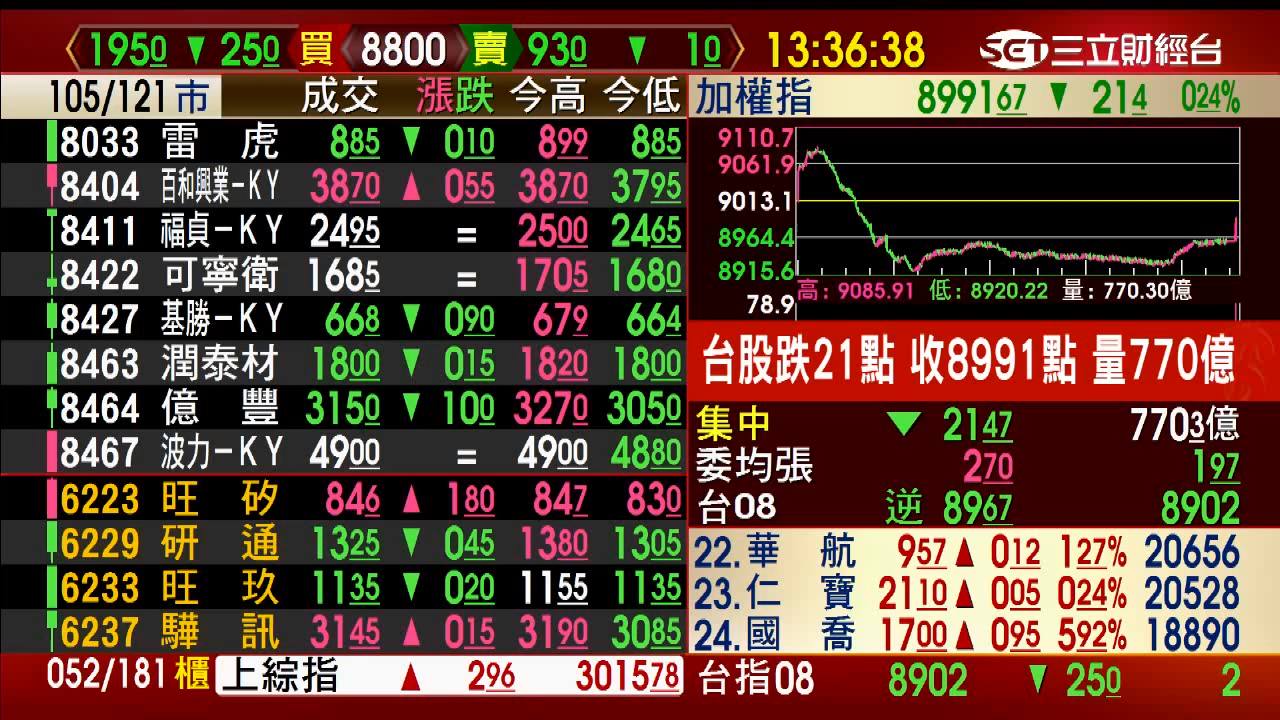 1950 ▼ 250 買 8800 賣 930 ▼ 10 13:36:38 SET三立財經台
105/121 市 成交 漲跌 今高 今低
8033 雷虎 885 ▼ 010 899 885
8404 百和興業-KY 3870 ▲ 055 3870 3795
8411 福貞-KY 2495 = 2500 2465
8422 可寧衛 1685 = 1705 1680
8427 基勝-KY 668 ▼ 090 679 664
8463 潤泰材 1800 ▼ 015 1820 1800
8464 億豐 3150 ▼ 100 3270 3050
8467 波力-KY 4900 = 4900 4880
6223 旺矽 846 ▲ 180 847 830
6229 研通 1325 ▼ 045 1380 1305
6233 旺玖 1135 ▼ 020 1155 1135
6237 驊訊 3145 ▲ 015 3190 3085
052/181 櫃 上綜指 ▲ 296 301578
加權指 899167 ▼ 214 024%
9110.7
9061.9
9013.1
8964.4
8915.6
高: 9085.91 低: 8920.22 量: 770.30億
78.9
台股跌21點 收8991點 量770億
集中 ▼ 2147 7703億
委均張 270 197
台08 逆 8967 8902
22.華航 957 ▲ 012 127% 20656
23.仁寶 2110 ▲ 005 024% 20528
24.國喬 1700 ▲ 095 592% 18890
台指08 8902 ▼ 250 2